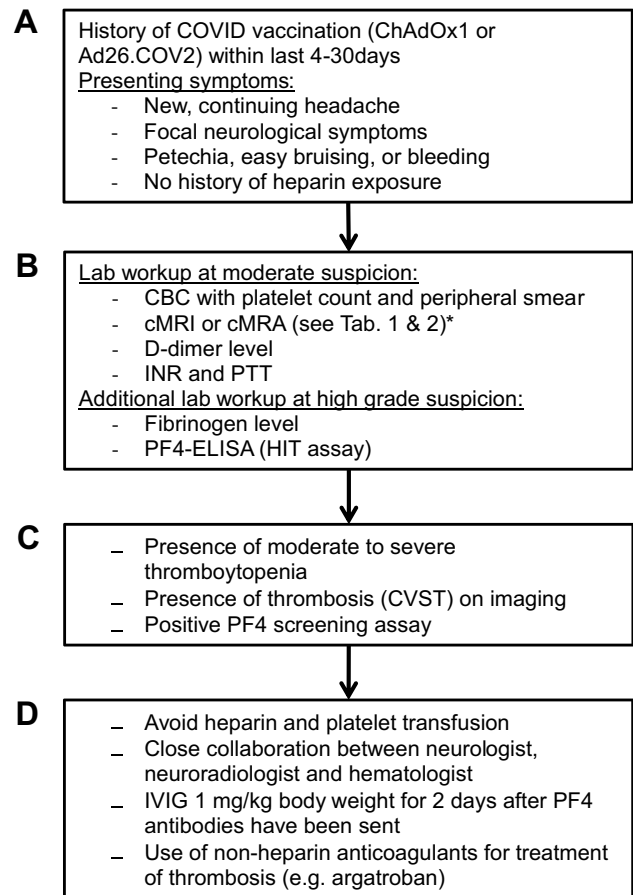 A
History of COVID vaccination (ChAdOx1 or
Ad26.COV2) within last 4-30days
Presenting symptoms:
- New, continuing headache
- Focal neurological symptoms
- Petechia, easy bruising, or bleeding
- No history of heparin exposure
B
Lab workup at moderate suspicion:
- CBC with platelet count and peripheral smear
- cMRI or cMRA (see Tab. 1 & 2)*
- D-dimer level
- INR and PTT
Additional lab workup at high grade suspicion:
- Fibrinogen level
- PF4-ELISA (HIT assay)
C
– Presence of moderate to severe
thromboytopenia
– Presence of thrombosis (CVST) on imaging
– Positive PF4 screening assay
D
– Avoid heparin and platelet transfusion
– Close collaboration between neurologist,
neuroradiologist and hematologist
– IVIG 1 mg/kg body weight for 2 days after PF4
antibodies have been sent
– Use of non-heparin anticoagulants for treatment
of thrombosis (e.g. argatroban)